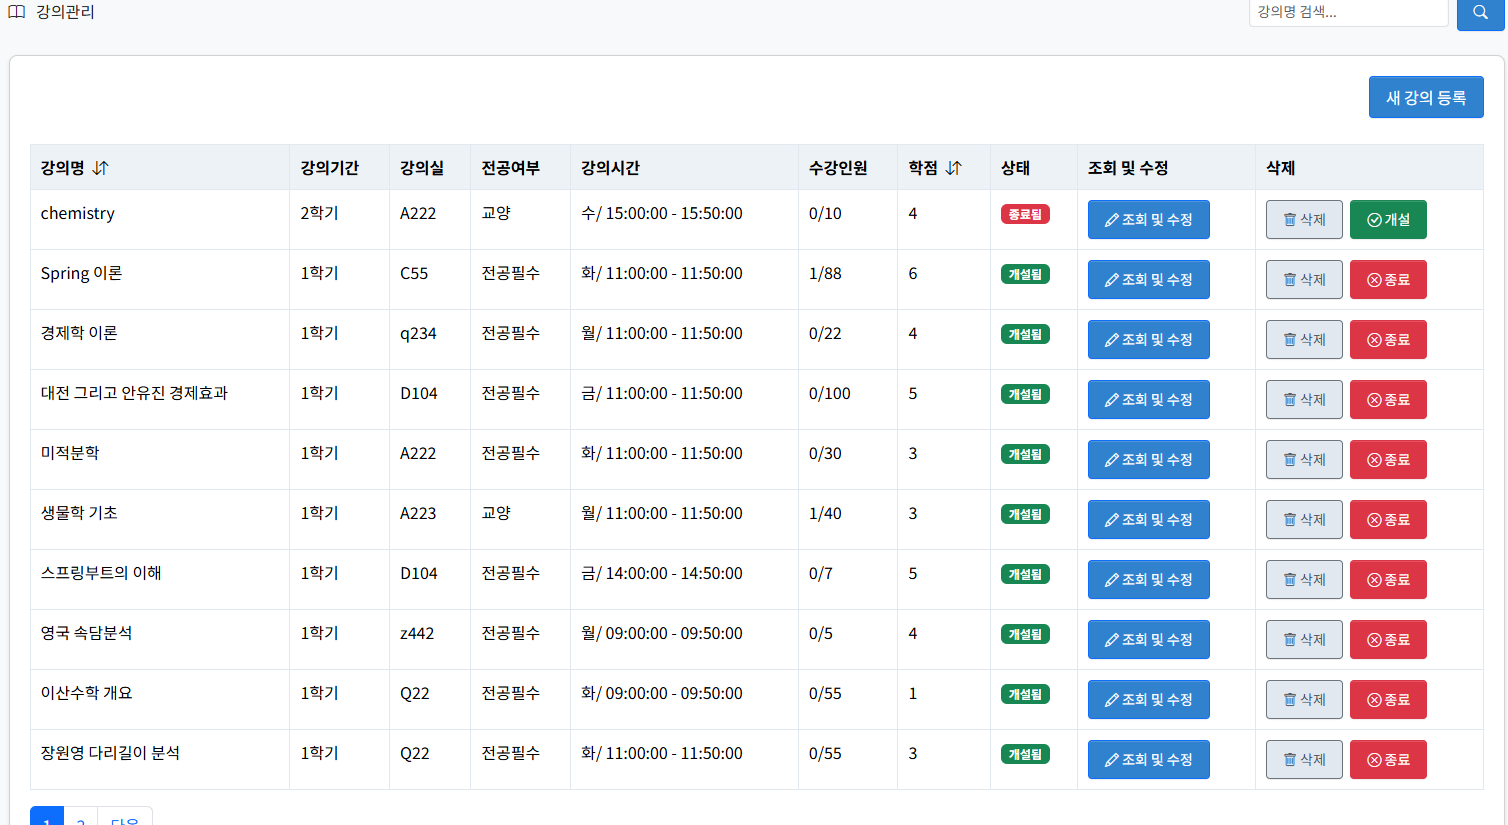 강의관리
강의명 검색...
새 강의 등록
강의명 강의기간 강의실 전공여부 강의시간 수강인원 학점 상태 조회 및 수정 삭제
chemistry 2학기 A222 교양 수/ 15:00:00 - 15:50:00 0/10 4 종료됨 조회 및 수정 삭제 개설
Spring 이론 1학기 C55 전공필수 화/ 11:00:00 - 11:50:00 1/88 6 개설됨 조회 및 수정 삭제 종료
경제학 이론 1학기 q234 전공필수 월/ 11:00:00 - 11:50:00 0/22 4 개설됨 조회 및 수정 삭제 종료
대전 그리고 안유진 경제효과 1학기 D104 전공필수 금/ 11:00:00 - 11:50:00 0/100 5 개설됨 조회 및 수정 삭제 종료
미적분학 1학기 A222 전공필수 화/ 11:00:00 - 11:50:00 0/30 3 개설됨 조회 및 수정 삭제 종료
생물학 기초 1학기 A223 교양 월/ 11:00:00 - 11:50:00 1/40 3 개설됨 조회 및 수정 삭제 종료
스프링부트의 이해 1학기 D104 전공필수 금/ 14:00:00 - 14:50:00 0/7 5 개설됨 조회 및 수정 삭제 종료
영국 속담분석 1학기 z442 전공필수 월/ 09:00:00 - 09:50:00 0/5 4 개설됨 조회 및 수정 삭제 종료
이산수학 개요 1학기 Q22 전공필수 화/ 09:00:00 - 09:50:00 0/55 1 개설됨 조회 및 수정 삭제 종료
장원영 다리길이 분석 1학기 Q22 전공필수 화/ 11:00:00 - 11:50:00 0/55 3 개설됨 조회 및 수정 삭제 종료
1 2 다음